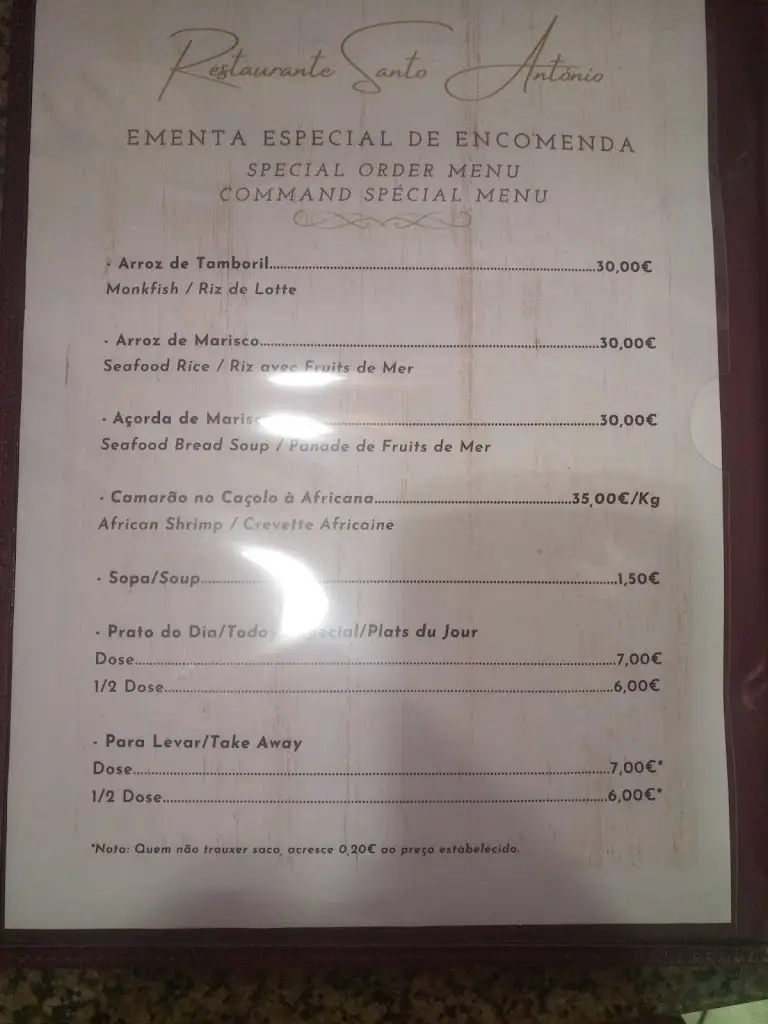 Restaurante Santo António
EMENTA ESPECIAL DE ENCOMENDA
SPECIAL ORDER MENU
COMMAND SPÉCIAL MENU
- Arroz de Tamboril 30,00€
Monkfish / Riz de Lotte
- Arroz de Marisco 30,00€
Seafood Rice / Riz avec Fruits de Mer
- Açorda de 30,00€
Seafood Bread Soup / Panade de Fruits de Mer
- Camarão no Caçolo à Africana 35,00€/Kg
African Shrimp / Crevette Africaine
- Sopa/Soup 1,50€
- Prato do Dia/Today Special/Plats du Jour
Dose 7,00€
1/2 Dose 6,00€
- Para Levar/Take Away
Dose 7,00€*
1/2 Dose 6,00€*
*Nota: Quem não trouxer saco, acresce 0,20€ ao preço estabelecido.